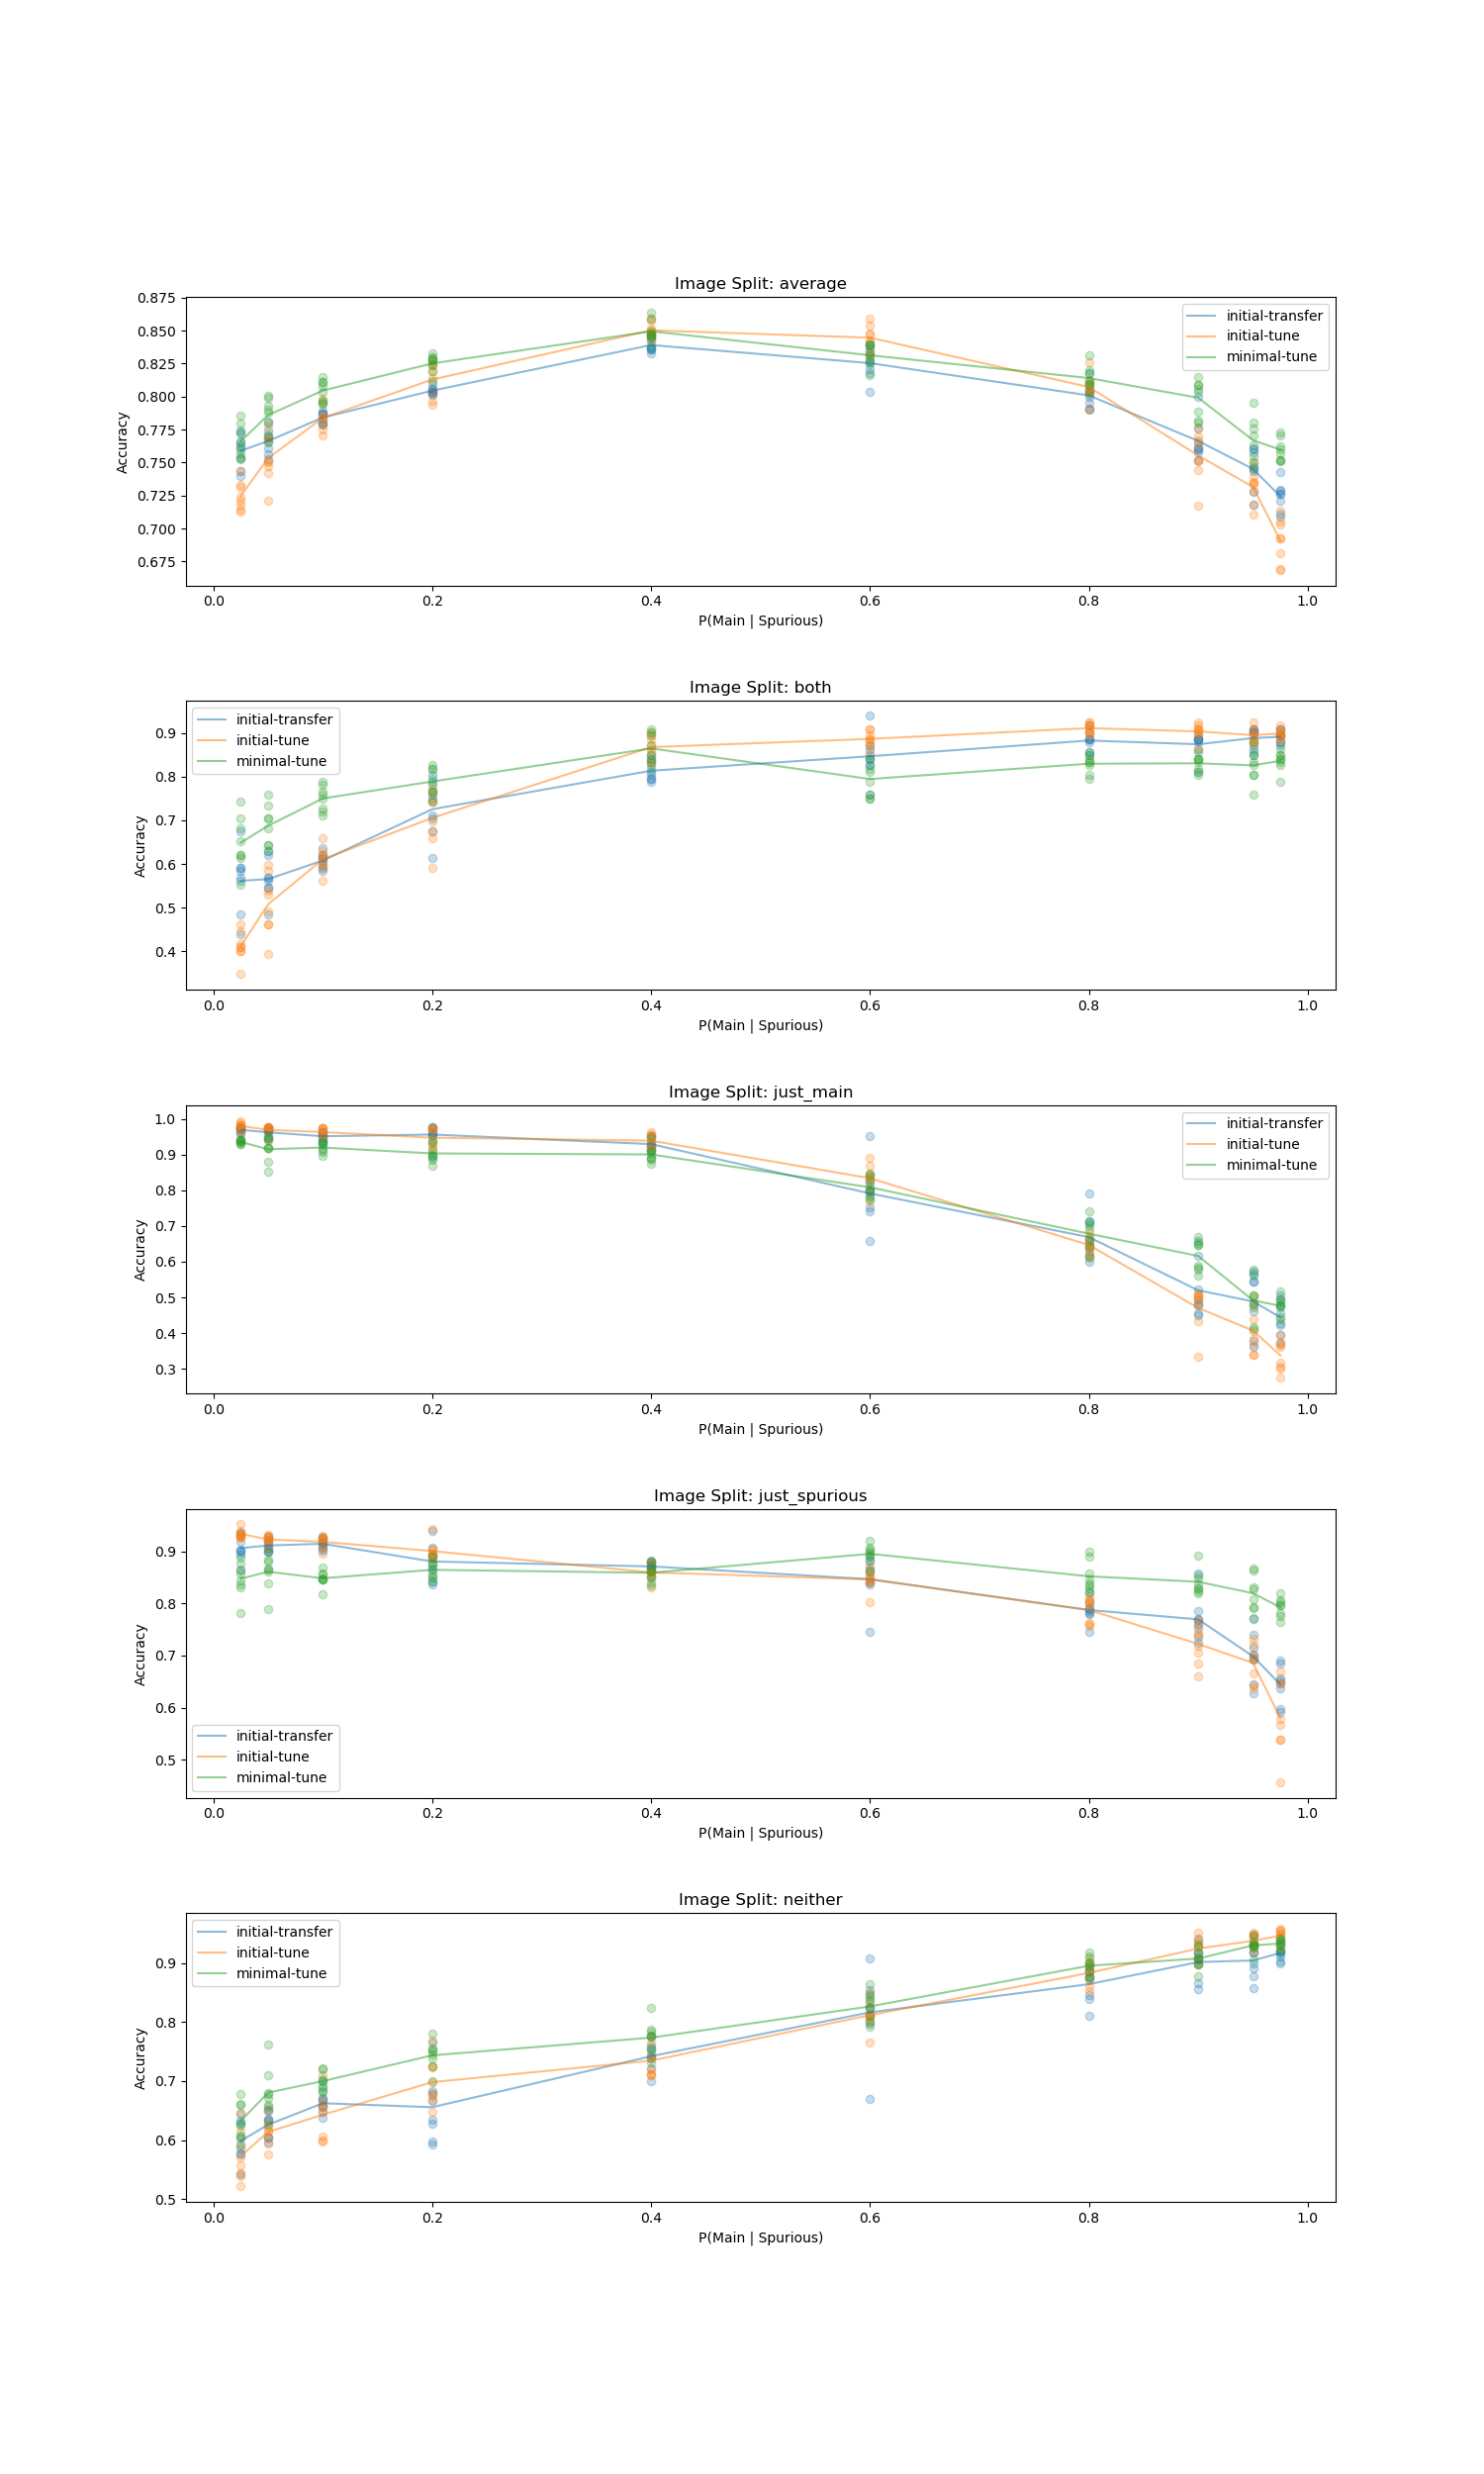 Image Split: average
0.875
0.850
0.825
0.800
0.775
0.750
0.725
0.700
0.675
Accuracy
initial-transfer
initial-tune
minimal-tune
0.0 0.2 0.4 0.6 0.8 1.0
P(Main | Spurious)
Image Split: both
0.9
0.8
0.7
0.6
0.5
0.4
Accuracy
initial-transfer
initial-tune
minimal-tune
0.0 0.2 0.4 0.6 0.8 1.0
P(Main | Spurious)
Image Split: just_main
1.0
0.9
0.8
0.7
0.6
0.5
0.4
0.3
Accuracy
initial-transfer
initial-tune
minimal-tune
0.0 0.2 0.4 0.6 0.8 1.0
P(Main | Spurious)
Image Split: just_spurious
0.9
0.8
0.7
0.6
0.5
Accuracy
initial-transfer
initial-tune
minimal-tune
0.0 0.2 0.4 0.6 0.8 1.0
P(Main | Spurious)
Image Split: neither
0.9
0.8
0.7
0.6
0.5
Accuracy
initial-transfer
initial-tune
minimal-tune
0.0 0.2 0.4 0.6 0.8 1.0
P(Main | Spurious)